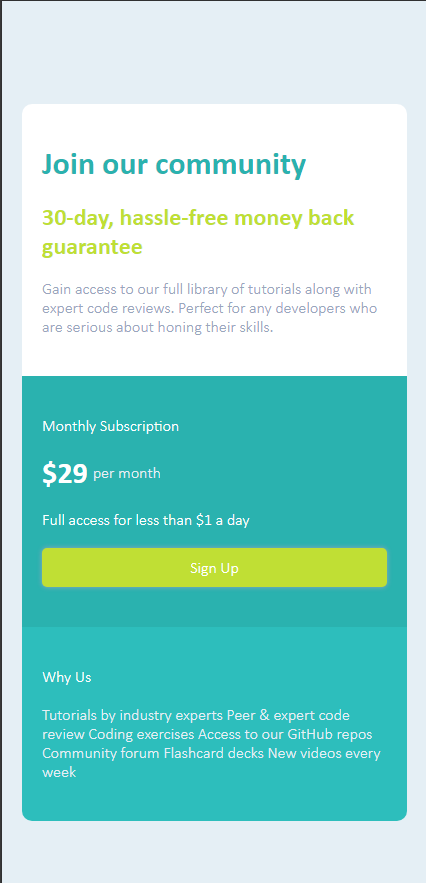 Join our community
30-day, hassle-free money back
guarantee
Gain access to our full library of tutorials along with
expert code reviews. Perfect for any developers who
are serious about honing their skills.
Monthly Subscription
$29 per month
Full access for less than $1 a day
Sign Up
Why Us
Tutorials by industry experts Peer & expert code
review Coding exercises Access to our GitHub repos
Community forum Flashcard decks New videos every
week